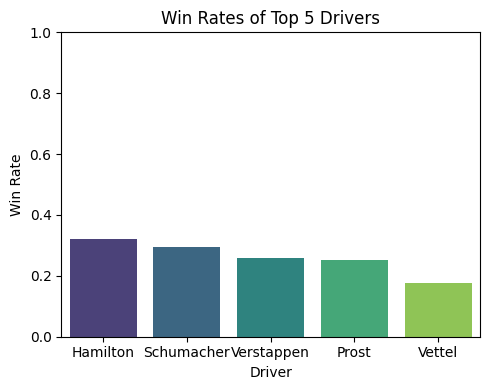 Win Rates of Top 5 Drivers
1.0
0.8
0.6
0.4
0.2
0.0
Win Rate
Hamilton Schumacher Verstappen Prost Vettel
Driver